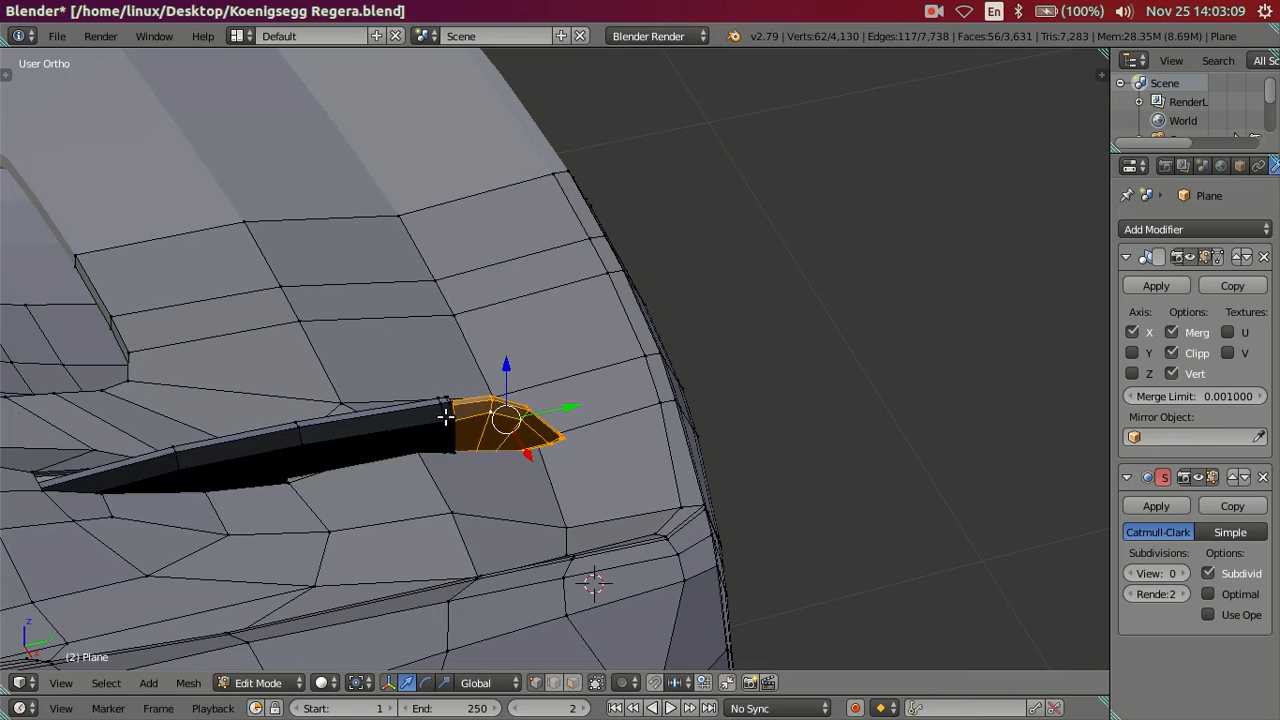 Blender* [/home/linux/Desktop/Koenigsegg Regera.blend]
En
(100%)
Nov 25 14:03:09
File Render Window Help Default Scene Blender Render v2.79 | Verts:62/4,130 | Edges:117/7,738 | Faces:56/3,631 | Tris:7,283 | Mem:28.35M (8.69M) | Plane
User Ortho
View Search All Sc
Scene
RenderL
World
Plane
Add Modifier
Apply Copy
Axis: Options: Textures:
X Merg U
Y Clipp V
Z Vert
Merge Limit: 0.001000
Mirror Object:
S
Apply Copy
Catmull-Clark Simple
Subdivisions: Options:
View: 0 Subdivid
Rende:2 Optimal
Use Ope
z
y
x
(2) Plane
View Select Add Mesh Edit Mode Global
View Marker Frame Playback Start: 1 End: 250 2 No Sync